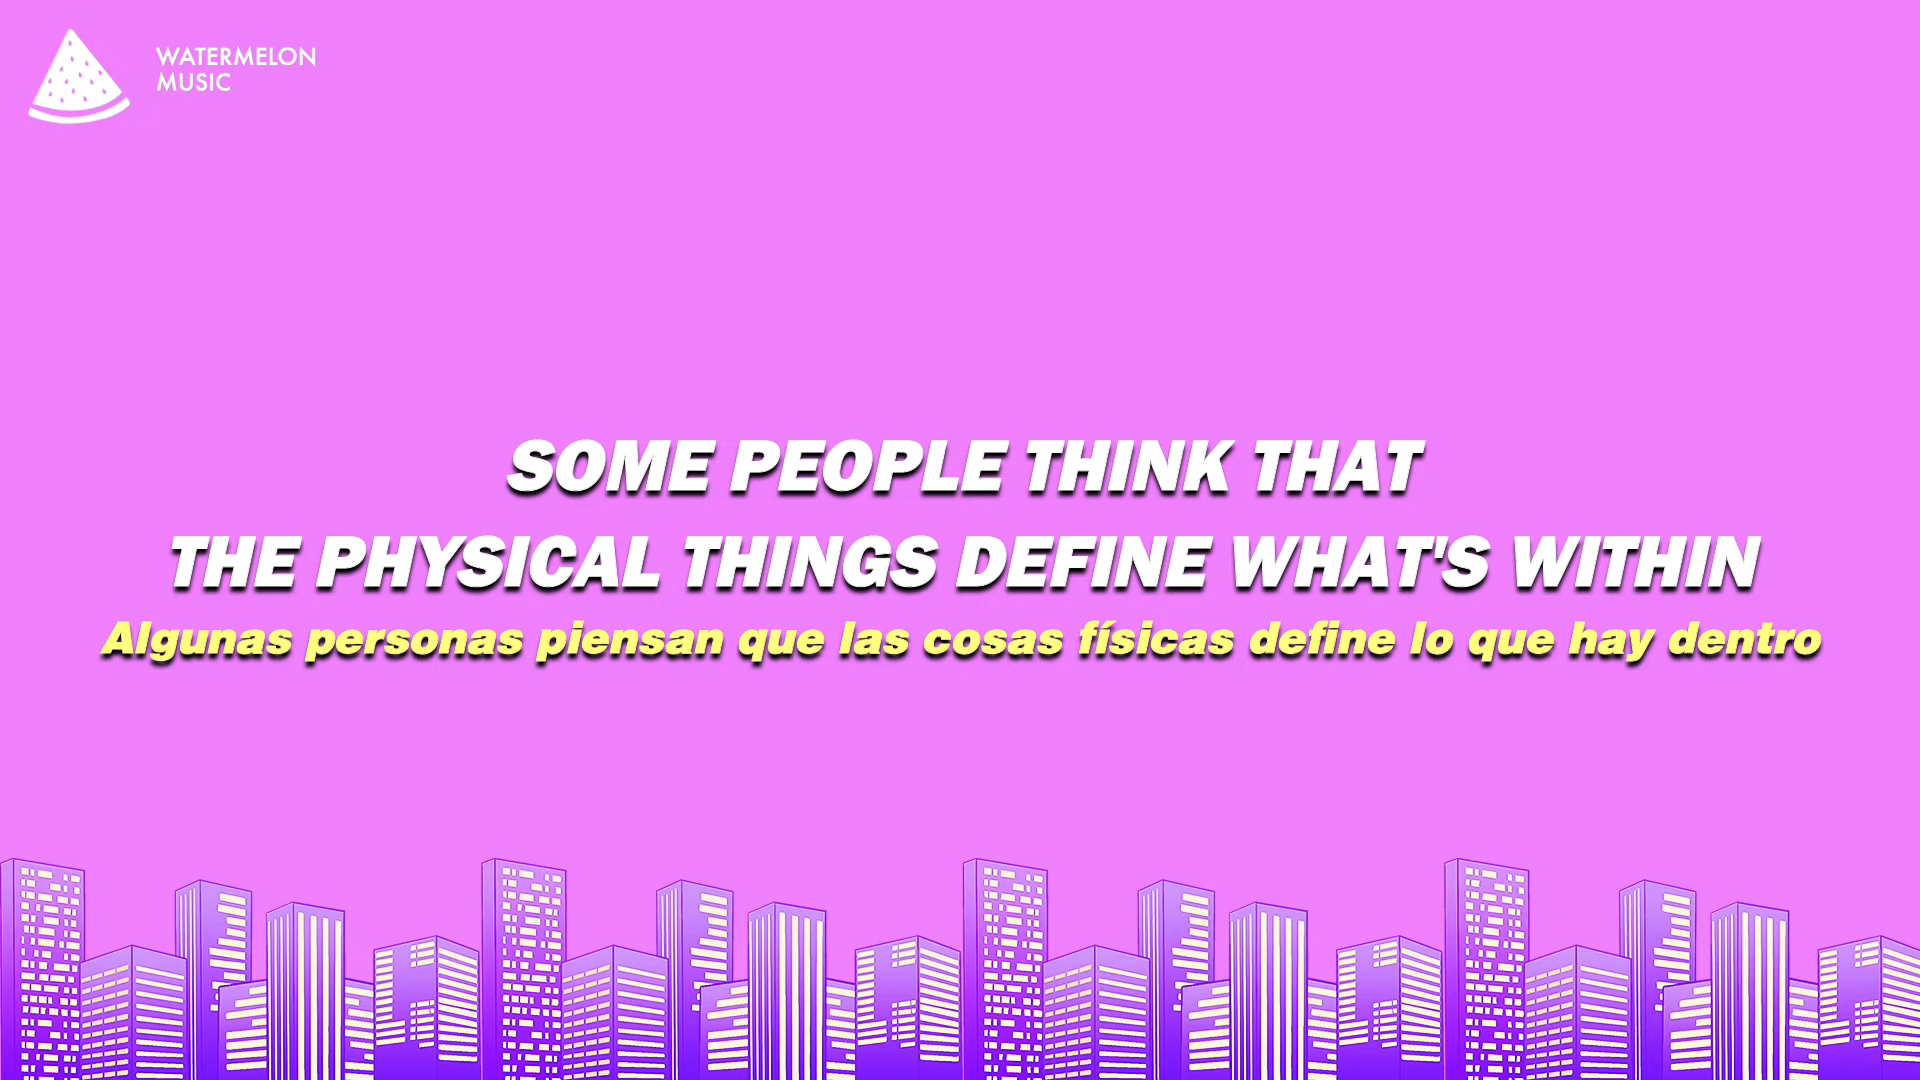 WATERMELON
MUSIC
SOME PEOPLE THINK THAT
THE PHYSICAL THINGS DEFINE WHAT'S WITHIN
Algunas personas piensan que las cosas físicas define lo que hay dentro